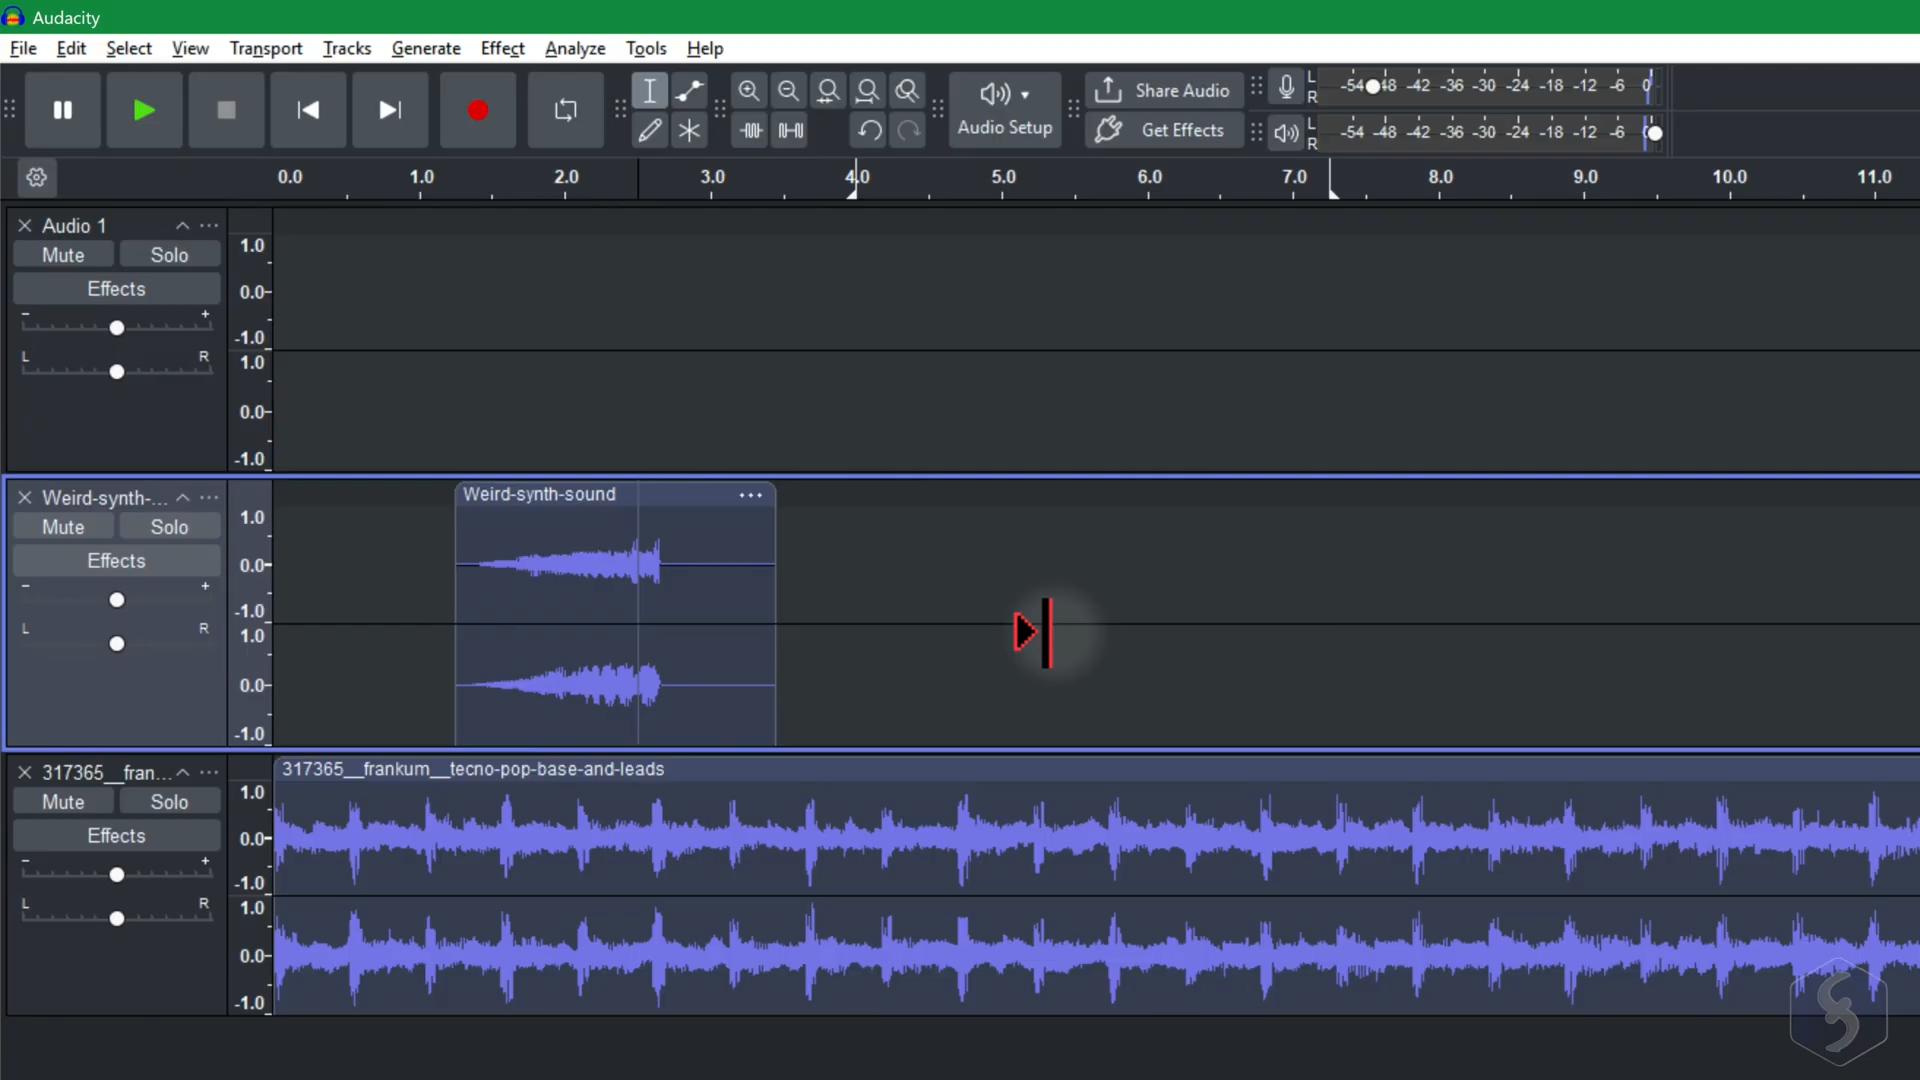 Audacity
File Edit Select View Transport Tracks Generate Effect Analyze Tools Help
Audio Setup
Share Audio
Get Effects
L R -54 -48 -42 -36 -30 -24 -18 -12 -6 0
L R -54 -48 -42 -36 -30 -24 -18 -12 -6
0.0 1.0 2.0 3.0 4.0 5.0 6.0 7.0 8.0 9.0 10.0 11.0
Audio 1
Mute Solo
Effects
- +
L R
1.0
0.0
-1.0
1.0
0.0
-1.0
Weird-synth-...
Mute Solo
Effects
- +
L R
1.0
0.0
-1.0
1.0
0.0
-1.0
Weird-synth-sound
317365__fran...
Mute Solo
Effects
- +
L R
1.0
0.0
-1.0
1.0
0.0
-1.0
317365__frankum__tecno-pop-base-and-leads